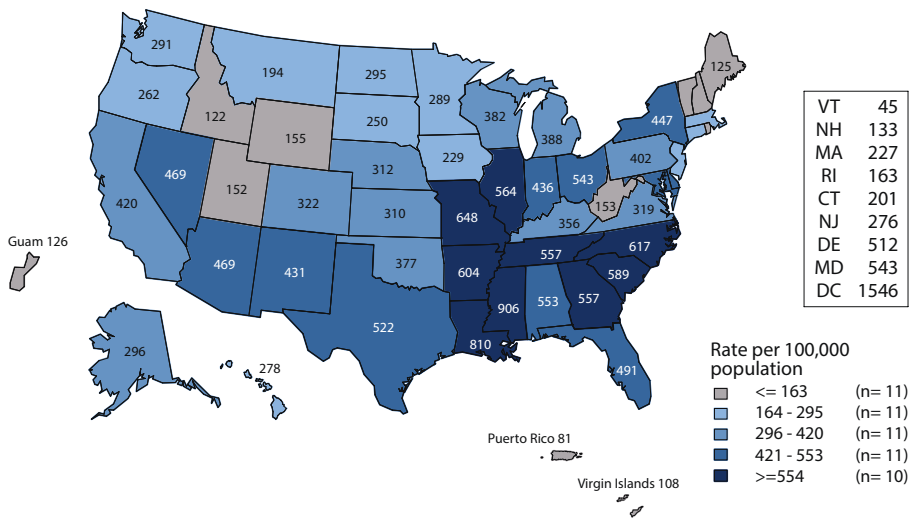 291
194
295
289
262
122
155
250
382
388
447
125
229
312
402
469
152
322
564
436
543
153
319
420
310
648
356
469
431
377
604
557
617
589
906
553
557
522
810
491
296
278
Guam 126
Puerto Rico 81
Virgin Islands 108
VT 45
NH 133
MA 227
RI 163
CT 201
NJ 276
DE 512
MD 543
DC 1546
Rate per 100,000
population
<= 163 (n= 11)
164 - 295 (n= 11)
296 - 420 (n= 11)
421 - 553 (n= 11)
>=554 (n= 10)